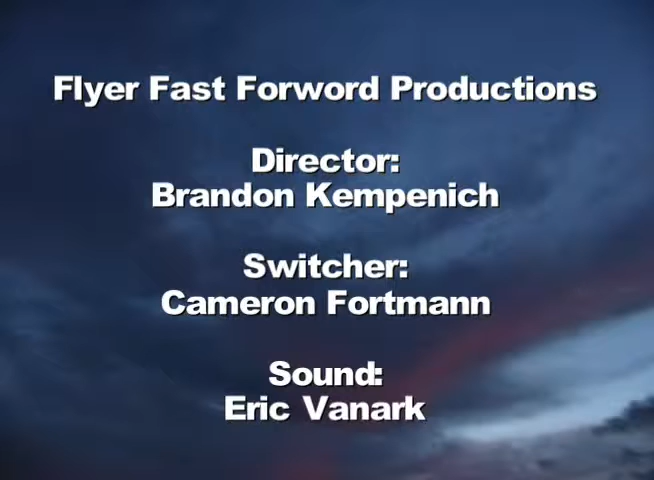 Flyer Fast Forword Productions
Director:
Brandon Kempenich
Switcher:
Cameron Fortmann
Sound:
Eric Vanark